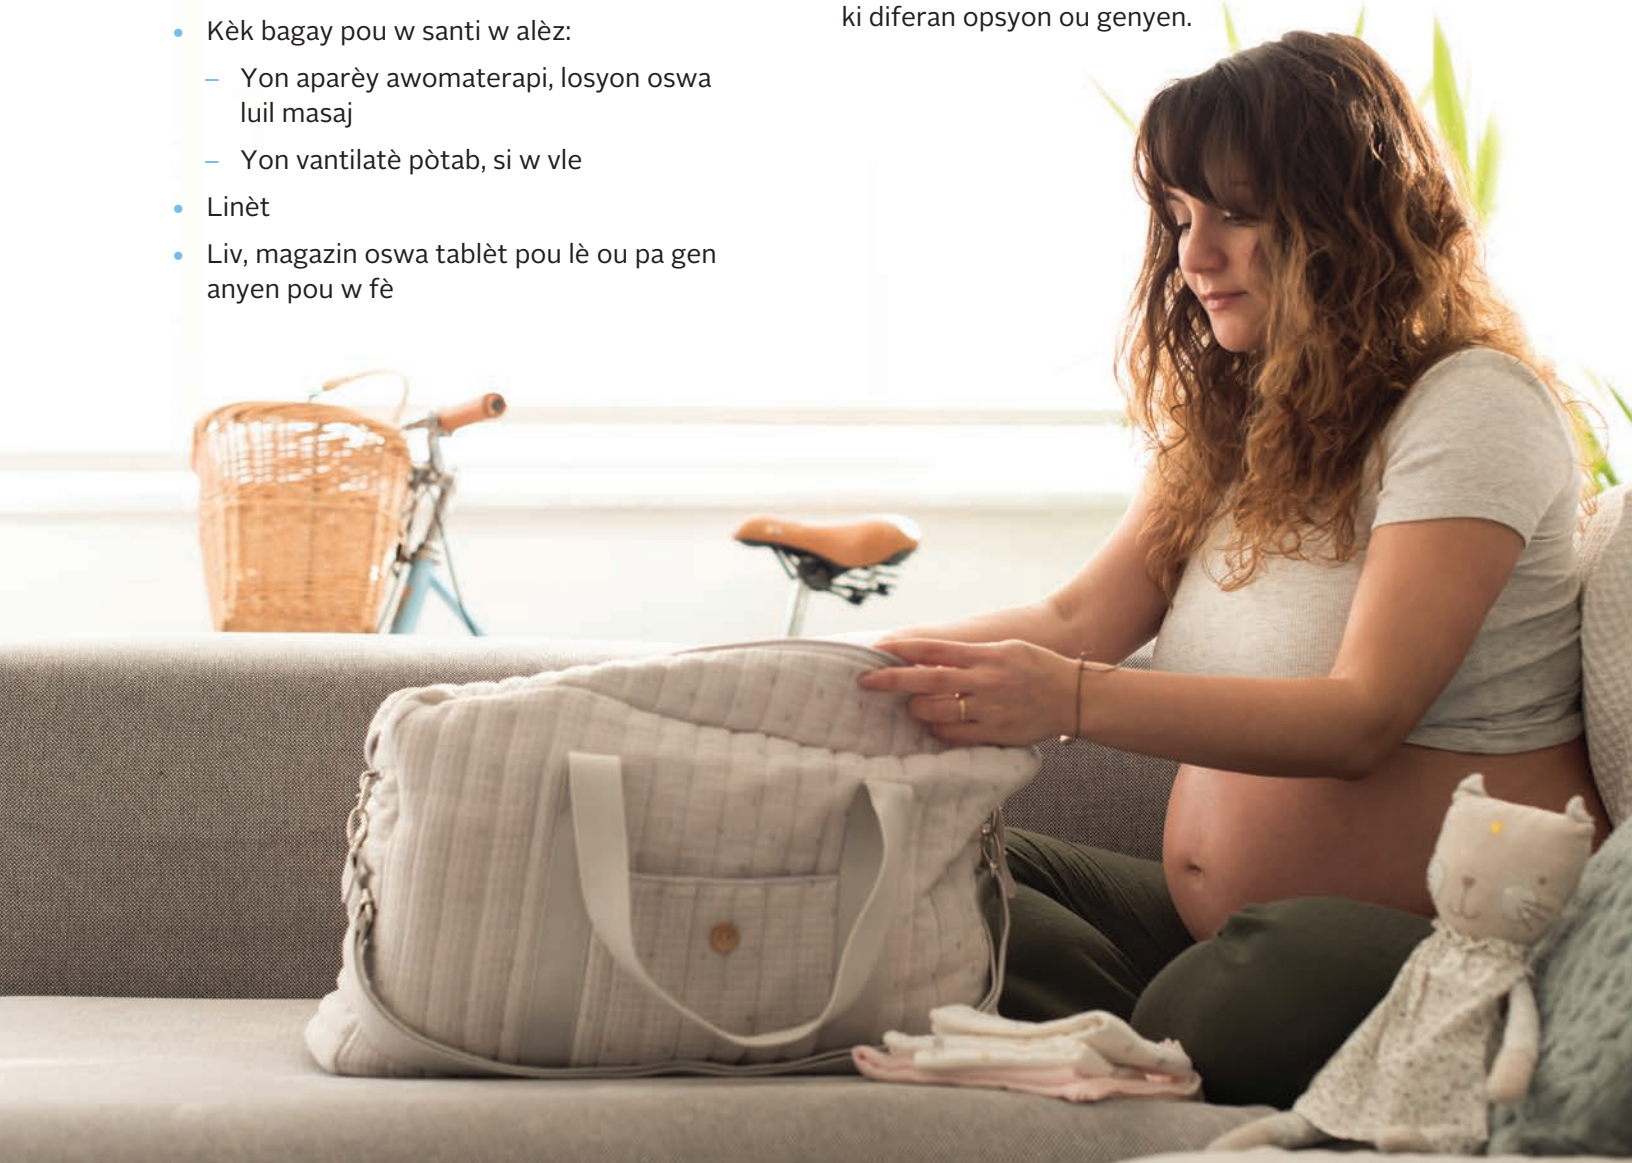 • Kèk bagay pou w santi w alèz:
– Yon aparèy awomaterapi, losyon oswa
luil masaj
– Yon vantilatè pòtab, si w vle
• Linèt
• Liv, magazin oswa tablèt pou lè ou pa gen
anyen pou w fè
ki diferan opsyon ou genyen.